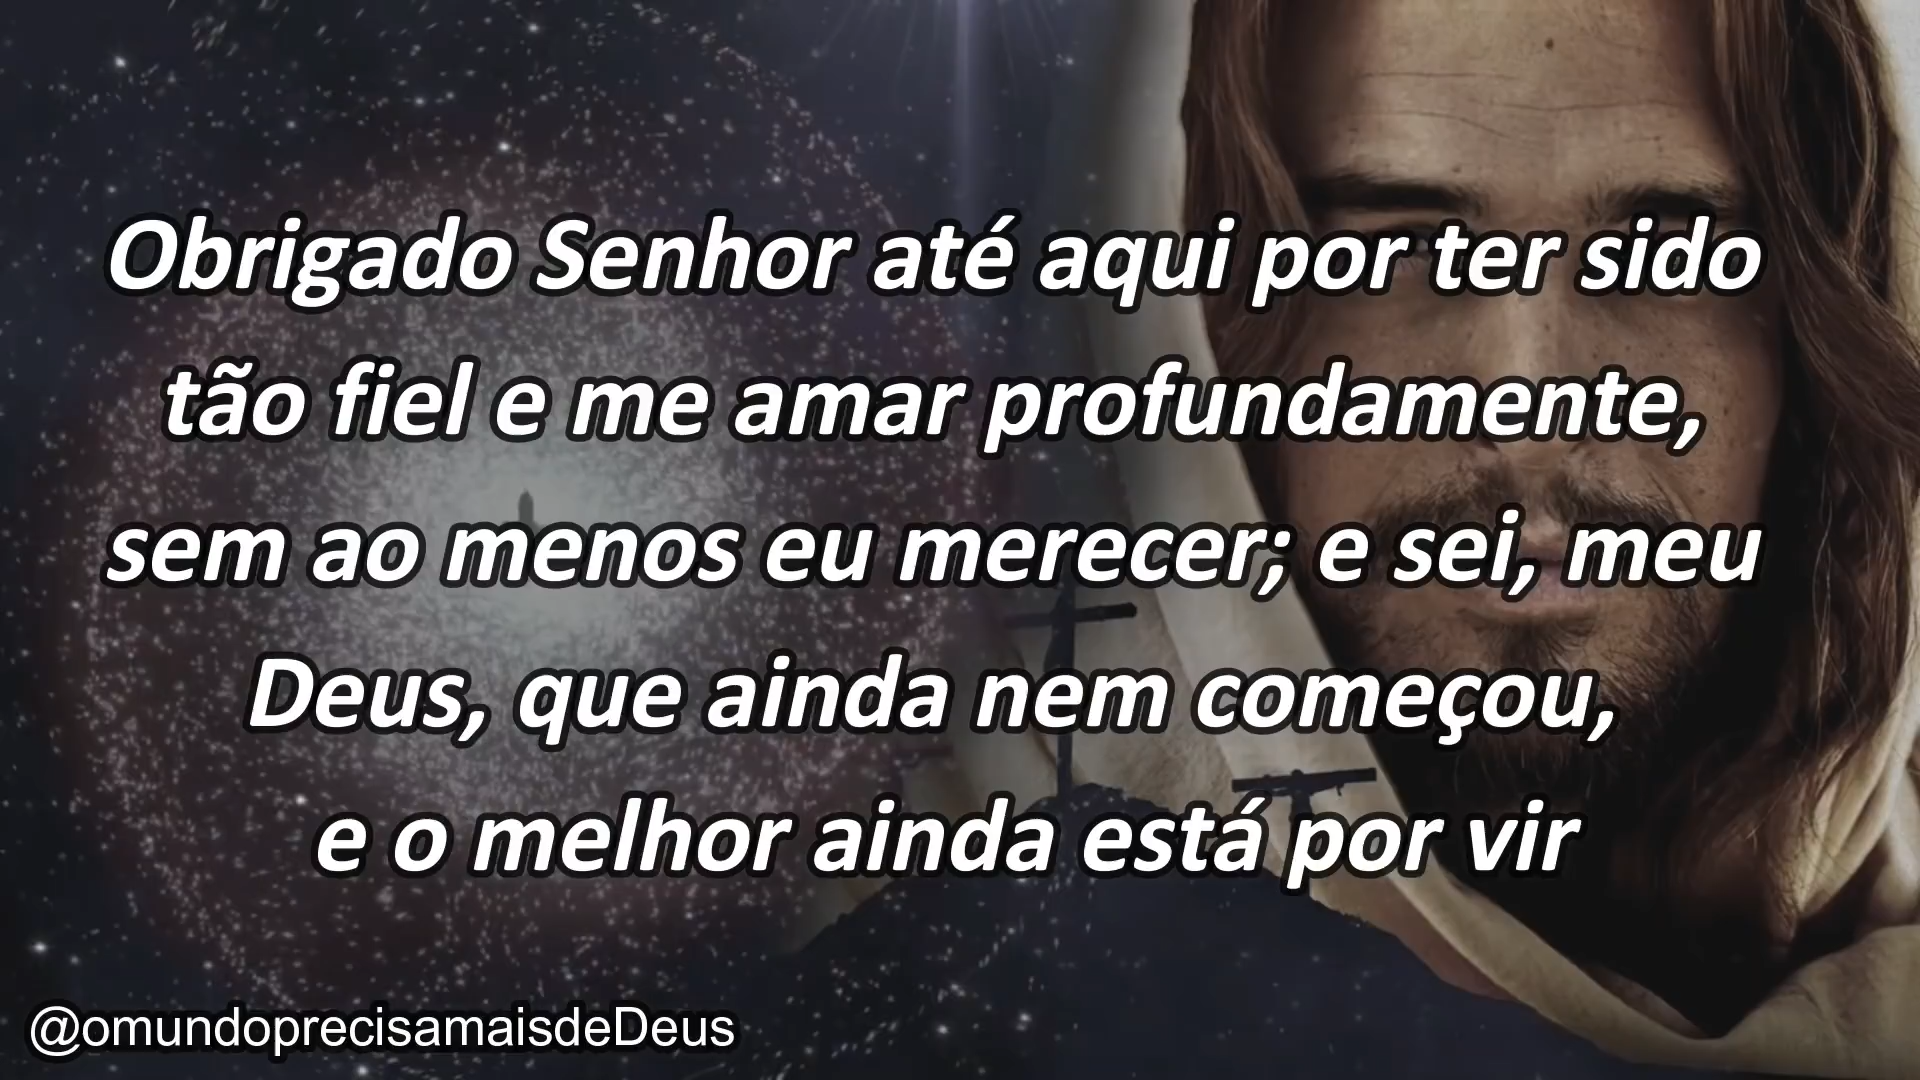 Obrigado Senhor até aqui por ter sido
tão fiel e me amar profundamente,
sem ao menos eu merecer; e sei, meu
Deus, que ainda nem começou,
e o melhor ainda está por vir
@omundoprecisamaisdeDeus